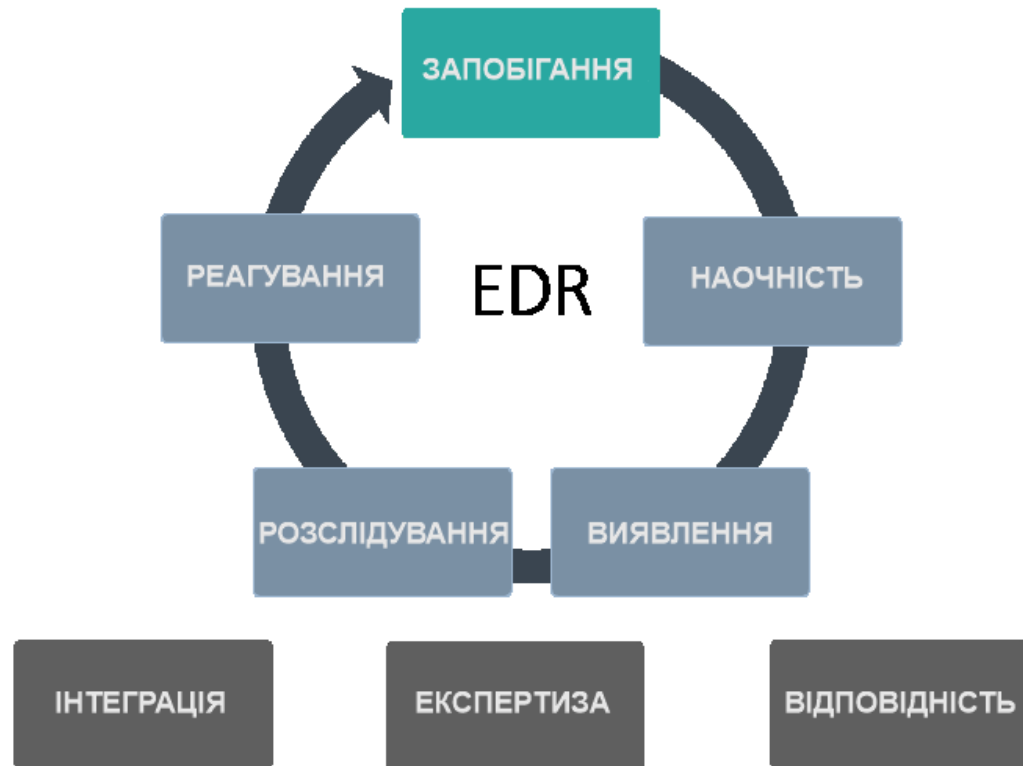 ЗАПОБІГАННЯ
РЕАГУВАННЯ
EDR
НАОЧНІСТЬ
РОЗСЛІДУВАННЯ
ВИЯВЛЕННЯ
ІНТЕГРАЦІЯ
ЕКСПЕРТИЗА
ВІДПОВІДНІСТЬ